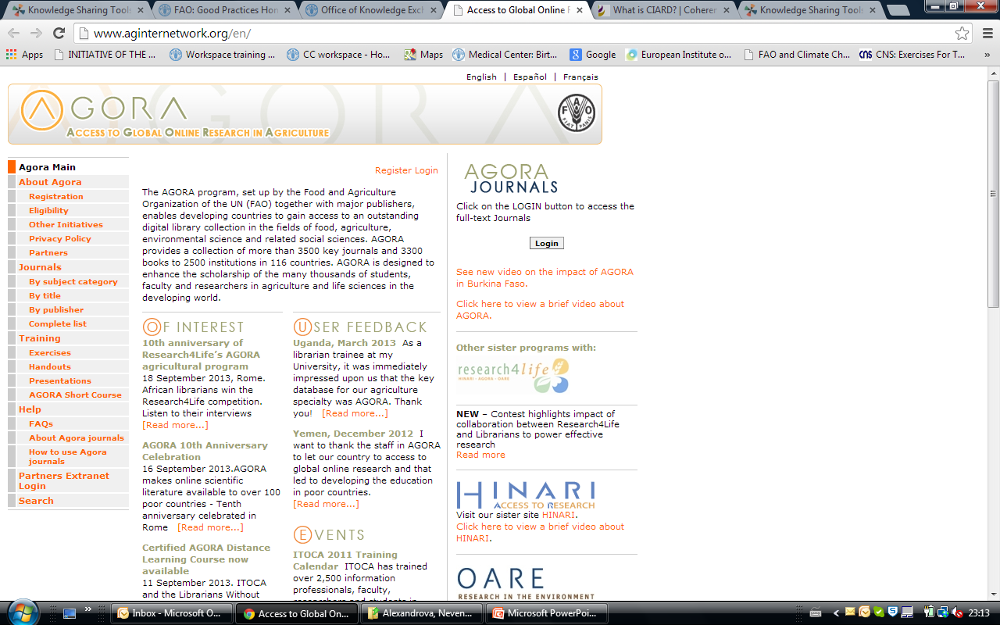 Knowledge Sharing Tools
FAO: Good Practices Hom
Office of Knowledge Exch
Access to Global Online R
What is CIARD? | Coheren
Knowledge Sharing Tools
www.aginternetwork.org/en/
Apps
INITIATIVE OF THE ...
Workspace training ...
CC workspace - Ho...
Maps
Medical Center: Birt...
Google
European Institute o...
FAO and Climate Ch...
CNS: Exercises For T...
»
English | Español | Français
AGORA
ACCESS TO GLOBAL ONLINE RESEARCH IN AGRICULTURE
FAO
FIAT PANIS
Agora Main
About Agora
Registration
Eligibility
Other Initiatives
Privacy Policy
Partners
Journals
By subject category
By title
By publisher
Complete list
Training
Exercises
Handouts
Presentations
AGORA Short Course
Help
FAQs
About Agora journals
How to use Agora
journals
Partners Extranet
Login
Search
Register Login
The AGORA program, set up by the Food and Agriculture
Organization of the UN (FAO) together with major publishers,
enables developing countries to gain access to an outstanding
digital library collection in the fields of food, agriculture,
environmental science and related social sciences. AGORA
provides a collection of more than 3500 key journals and 3300
books to 2500 institutions in 116 countries. AGORA is designed to
enhance the scholarship of the many thousands of students,
faculty and researchers in agriculture and life sciences in the
developing world.
OF INTEREST
10th anniversary of
Research4Life's AGORA
agricultural program
18 September 2013, Rome.
African librarians win the
Research4Life competition.
Listen to their interviews
[Read more...]
AGORA 10th Anniversary
Celebration
16 September 2013.AGORA
makes online scientific
literature available to over 100
poor countries - Tenth
anniversary celebrated in
Rome [Read more...]
Certified AGORA Distance
Learning Course now
available
11 September 2013. ITOCA
and the Librarians Without
USER FEEDBACK
Uganda, March 2013 As a
librarian trainee at my
University, it was immediately
impressed upon us that the key
database for our agriculture
specialty was AGORA. Thank
you! [Read more...]
Yemen, December 2012 I
want to thank the staff in AGORA
to let our country to access to
global online research and that
led to developing the education
in poor countries.
[Read more...]
EVENTS
ITOCA 2011 Training
Calendar ITOCA has trained
over 2,500 information
professionals, faculty,
researchers and students in
AGORA
JOURNALS
Click on the LOGIN button to access the
full-text Journals
Login
See new video on the impact of AGORA
in Burkina Faso.
Click here to view a brief video about
AGORA.
Other sister programs with:
research4life
HINARI - AGORA - OARE
NEW – Contest highlights impact of
collaboration between Research4Life
and Librarians to power effective
research
Read more
HINARI
ACCESS TO RESEARCH
Visit our sister site HINARI.
Click here to view a brief video about
HINARI.
OARE
RESEARCH IN THE ENVIRONMENT
»
Inbox - Microsoft O...
Access to Global On...
Alexandrova, Neven...
Microsoft PowerPoi...
23:13